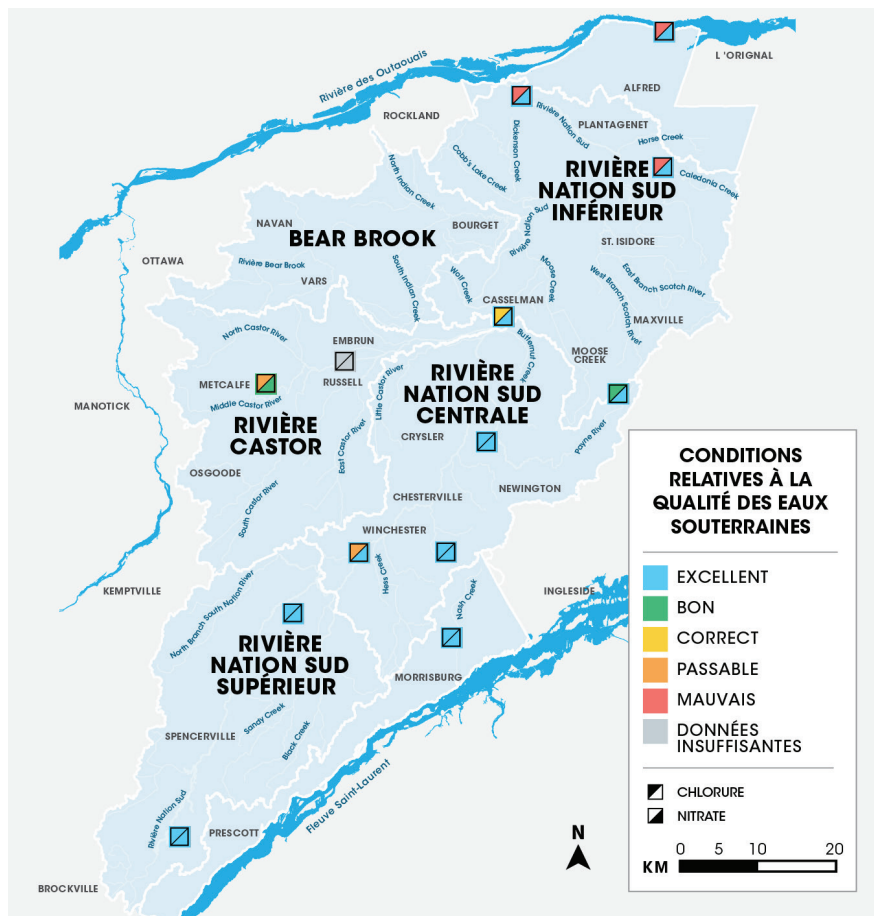 L 'ORIGNAL
Rivière des Outaouais
ALFRED
ROCKLAND
PLANTAGENET
Rivière Nation Sud
Horse Creek
Dickenson Creek
Cobb's Lake Creek
North Indian Creek
RIVIÈRE
NATION SUD
INFÉRIEUR
Caledonia Creek
NAVAN
BOURGET
BEAR BROOK
Rivière Nation Sud
ST. ISIDORE
OTTAWA
Rivière Bear Brook
VARS
South Indian Creek
Wolf Creek
Moose Creek
West Branch Scotch River
East Branch Scotch River
CASSELMAN
MAXVILLE
North Castor River
EMBRUN
Butternut Creek
MOOSE
CREEK
METCALFE
RUSSELL
Little Castor River
RIVIÈRE
NATION SUD
CENTRALE
MANOTICK
Middle Castor River
RIVIÈRE
CASTOR
East Castor River
CRYSLER
Payne River
OSGOODE
South Castor River
CHESTERVILLE
NEWINGTON
WINCHESTER
Hess Creek
KEMPTVILLE
North Branch South Nation River
Nash Creek
INGLESIDE
RIVIÈRE
NATION SUD
SUPÉRIEUR
MORRISBURG
Sandy Creek
Black Creek
SPENCERVILLE
Rivière Nation Sud
Fleuve Saint-Laurent
PRESCOTT
BROCKVILLE
N
CONDITIONS
RELATIVES À LA
QUALITÉ DES EAUX
SOUTERRAINES
EXCELLENT
BON
CORRECT
PASSABLE
MAUVAIS
DONNÉES
INSUFFISANTES
CHLORURE
NITRATE
0 5 10 20
KM